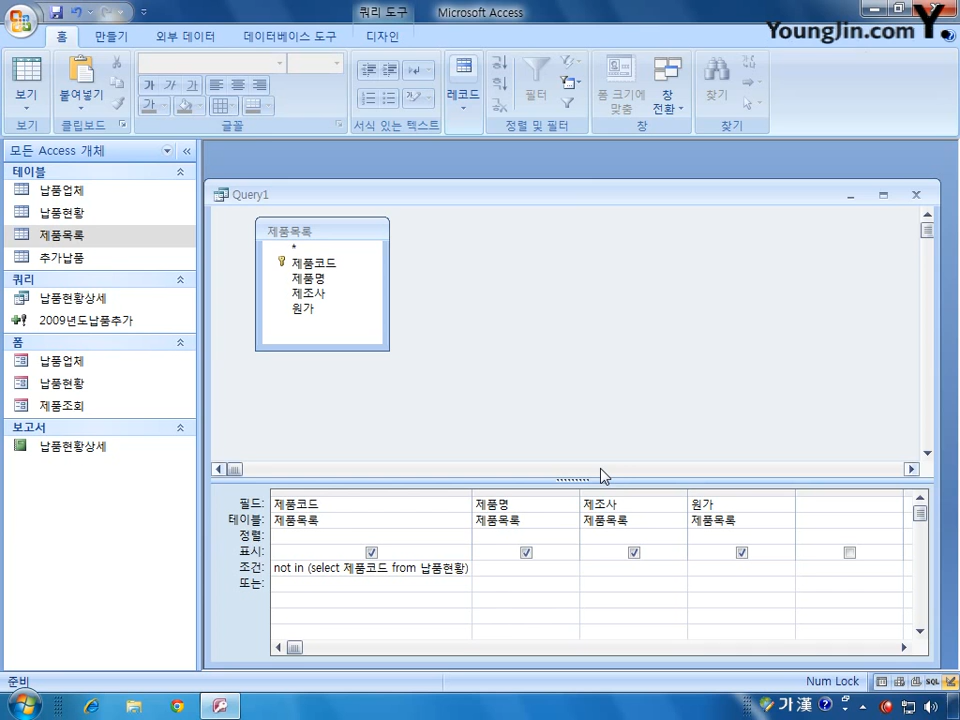 쿼리 도구
Microsoft Access
YoungJin.com Y.
홈
만들기
외부 데이터
데이터베이스 도구
디자인
보기
붙여넣기
가 가 가
가
레코드
필터
폼 크기에
맞춤
창
전환
찾기
보기
클립보드
글꼴
서식 있는 텍스트
정렬 및 필터
창
찾기
모든 Access 개체
«
테이블
납품업체
납품현황
제품목록
추가납품
쿼리
납품현황상세
2009년도납품추가
폼
납품업체
납품현황
제품조회
보고서
납품현황상세
Query1
제품목록
*
제품코드
제품명
제조사
원가
필드: 제품코드 제품명 제조사 원가
테이블: 제품목록 제품목록 제품목록 제품목록
정렬:
표시:
조건: not in (select 제품코드 from 납품현황)
또는:
준비
Num Lock
SQL
가 漢